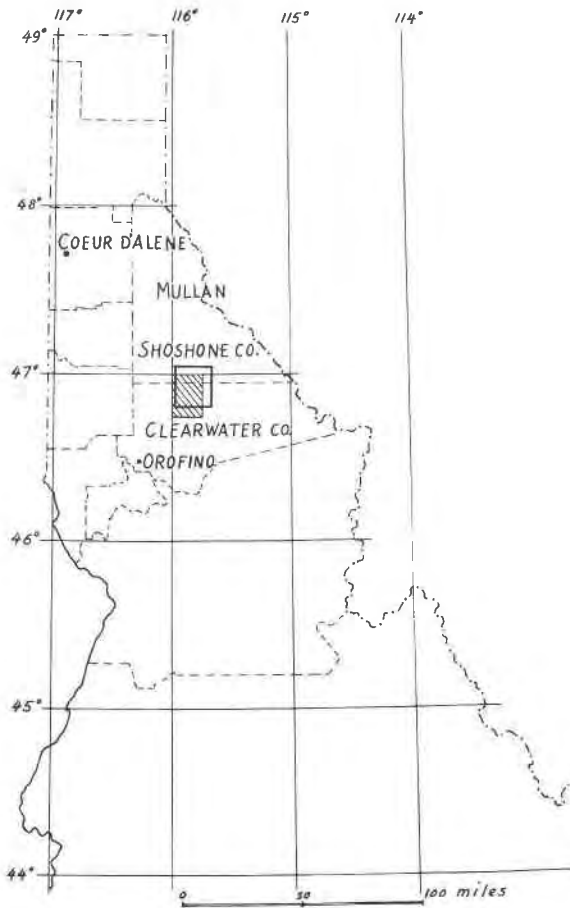 117° 116° 115° 114°
49°
48°
COEUR D'ALENE
MULLAN
SHOSHONE CO.
47°
CLEARWATER CO.
OROFINO
46°
45°
44°
0 50 100 miles